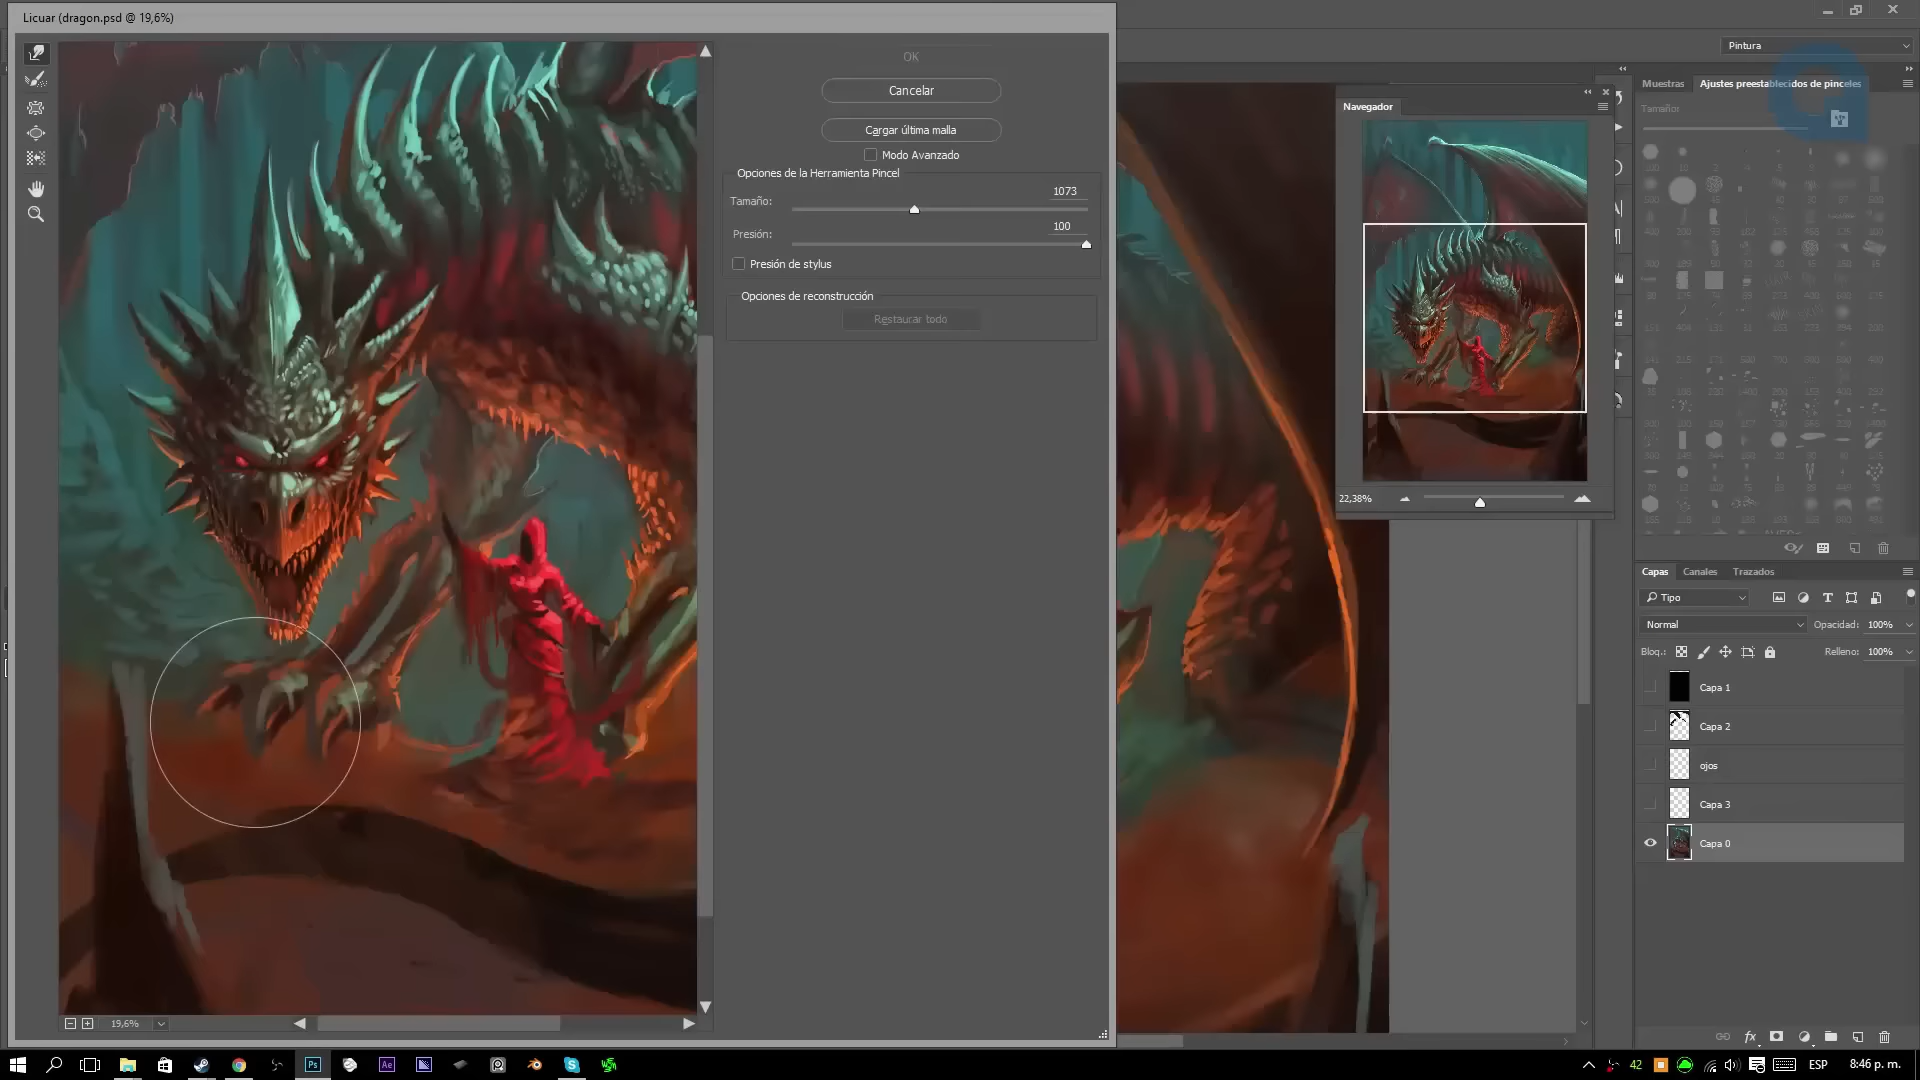 Licuar (dragon.psd @ 19,6%)
OK
Cancelar
Cargar última malla
Modo Avanzado
Opciones de la Herramienta Pincel
Tamaño:
1073
Presión:
100
Presión de stylus
Opciones de reconstrucción
Restaurar todo
19,6%
Pintura
Navegador
22,38%
Muestras
Ajustes preestablecidos de pinceles
Tamaño:
Capas
Canales
Trazados
Tipo
Normal
Opacidad:
100%
Bloq.:
Relleno:
100%
Capa 1
Capa 2
ojos
Capa 3
Capa 0
fx
Ps
Ae
42
ESP
8:46 p. m.